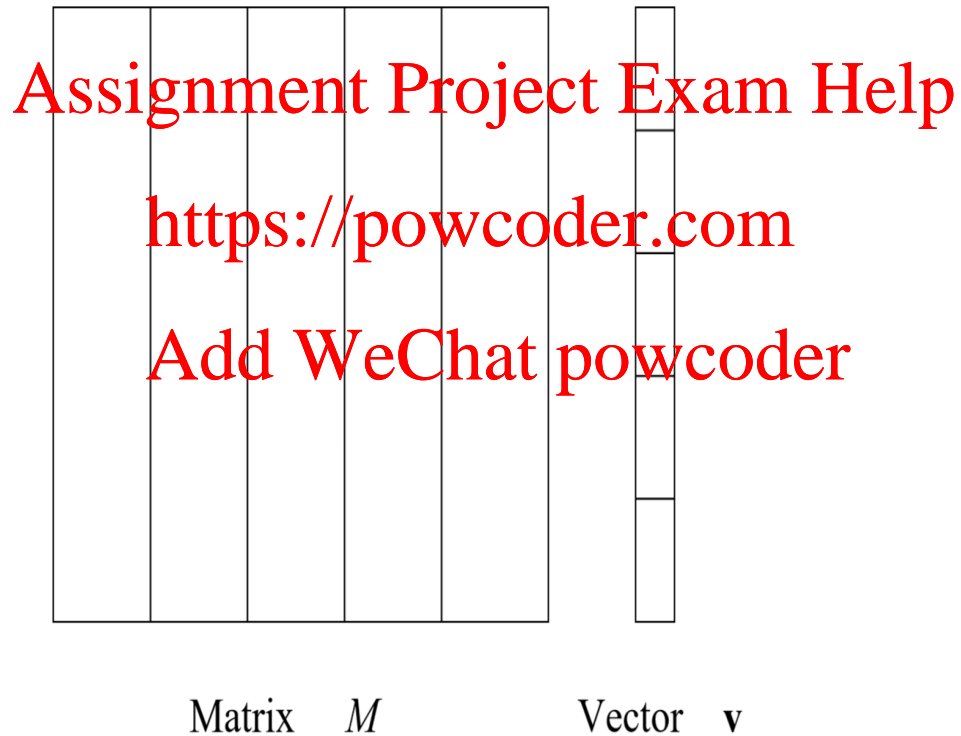 Assignment Project Exam Help
https://powcoder.com
Add WeChat powcoder
Matrix M Vector v